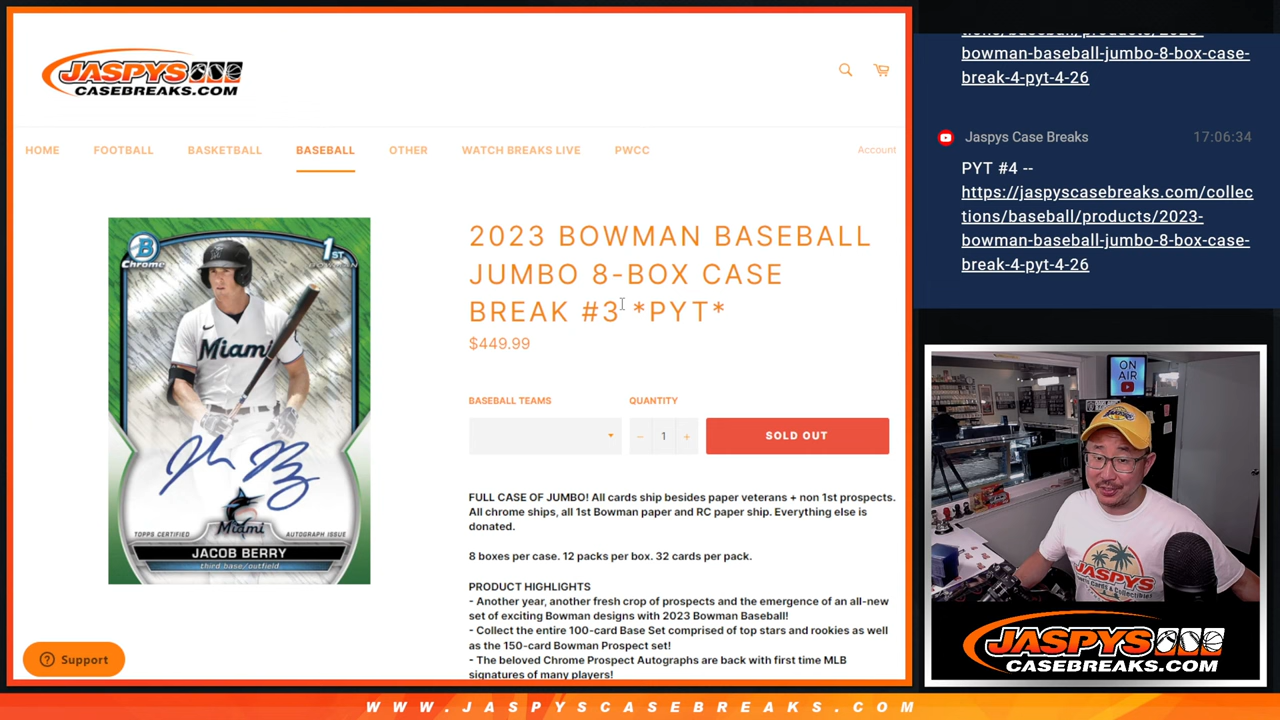 JASPYS
CASEBREAKS.COM
HOME
FOOTBALL
BASKETBALL
BASEBALL
OTHER
WATCH BREAKS LIVE
PWCC
Account
B
Chrome
1ST
Miami
Miami
TOPPS CERTIFIED
AUTOGRAPH ISSUE
JACOB BERRY
third base/outfield
2023 BOWMAN BASEBALL
JUMBO 8-BOX CASE
BREAK #3 *PYT*
$449.99
BASEBALL TEAMS
QUANTITY
− 1 +
SOLD OUT
FULL CASE OF JUMBO! All cards ship besides paper veterans + non 1st prospects.
All chrome ships, all 1st Bowman paper and RC paper ship. Everything else is
donated.
8 boxes per case. 12 packs per box. 32 cards per pack.
PRODUCT HIGHLIGHTS
- Another year, another fresh crop of prospects and the emergence of an all-new
set of exciting Bowman designs with 2023 Bowman Baseball!
- Collect the entire 100-card Base Set comprised of top stars and rookies as well
as the 150-card Bowman Prospect set!
- The beloved Chrome Prospect Autographs are back with first time MLB
signatures of many players!
Support
tions/baseball/products/2023-
bowman-baseball-jumbo-8-box-case-
break-4-pyt-4-26
Jaspys Case Breaks
17:06:34
PYT #4 --
https://jaspyscasebreaks.com/collec
tions/baseball/products/2023-
bowman-baseball-jumbo-8-box-case-
break-4-pyt-4-26
ON
AIR
JASPYS
JASPYS
CASEBREAKS.COM
WWW.JASPYSCASEBREAKS.COM